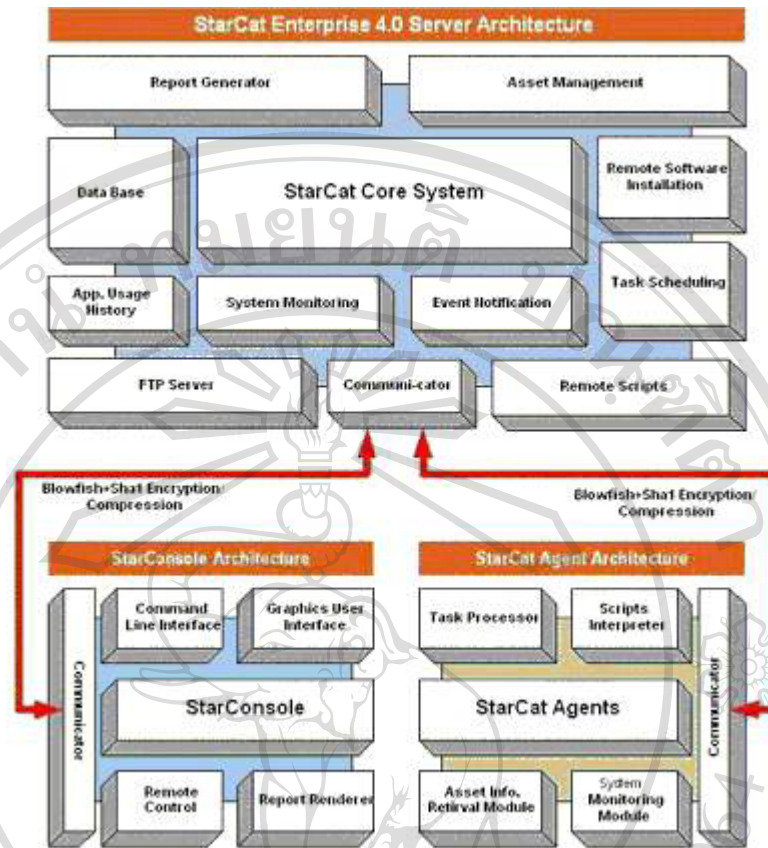 StarCat Enterprise 4.0 Server Architecture
Report Generator
Asset Management
Data Base
StarCat Core System
Remote Software
Installation
App. Usage
History
System Monitoring
Event Notification
Task Scheduling
FTP Server
Communi-cator
Remote Scripts
Blowfish+Sha1 Encryption/
Compression
Blowfish+Sha1 Encryption/
Compression
StarConsole Architecture
StarCat Agent Architecture
Communicator
Command
Line Interface
Graphics User
Interface
StarConsole
Remote
Control
Report Renderer
Task Processor
Scripts
Interpreter
StarCat Agents
Asset Info.
Retirval Module
System
Monitoring
Module
Communicator